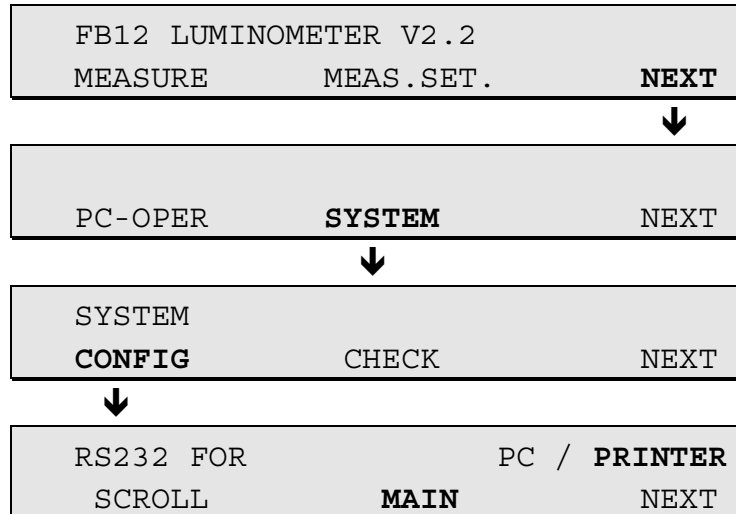 FB12 LUMINOMETER V2.2
MEASURE MEAS.SET. NEXT
PC-OPER SYSTEM NEXT
SYSTEM
CONFIG CHECK NEXT
RS232 FOR PC / PRINTER
SCROLL MAIN NEXT